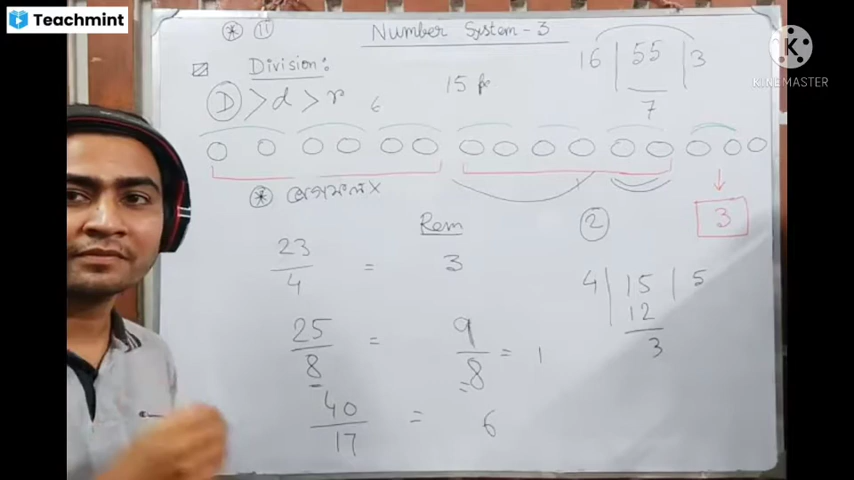 Teachmint
11
Number System - 3
16 | 55 | 3
7
KINEMASTER
Division:
D > d > r
6
15
3
Rem
2
23/4 = 3
4 | 15 | 5
12
3
25/8 = 9/8 = 1
40/17 = 6